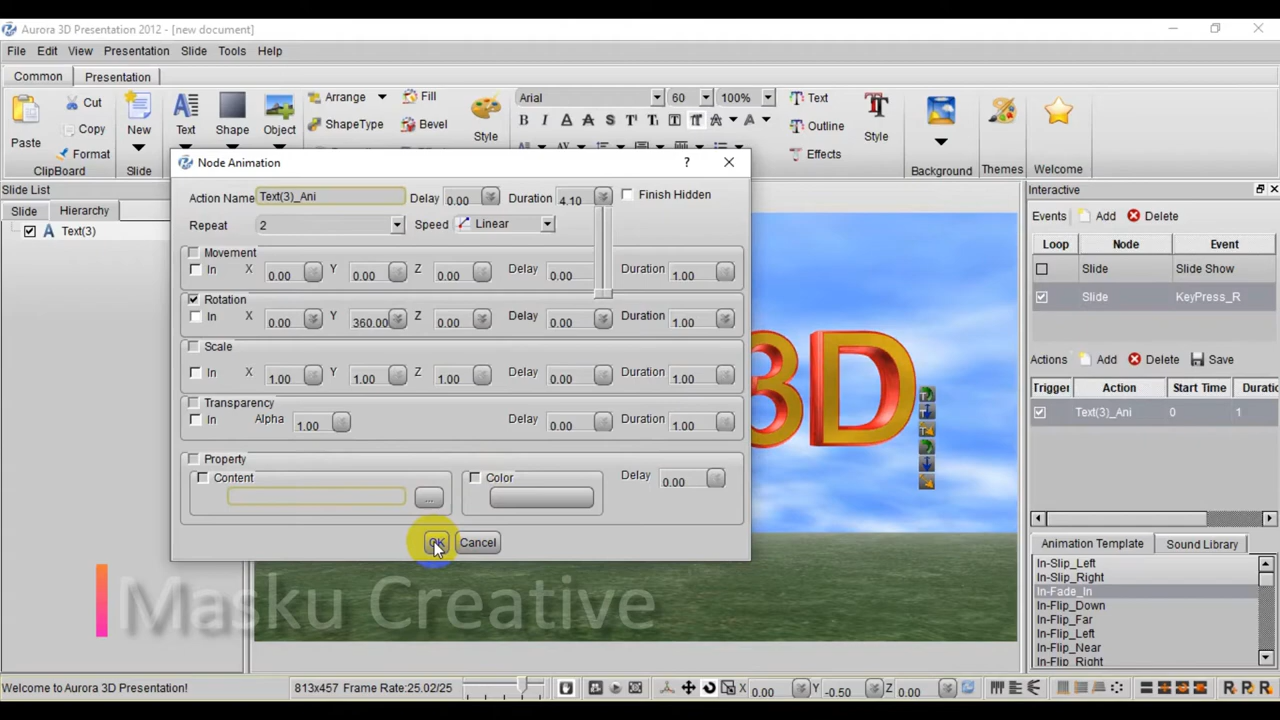 Aurora 3D Presentation 2012 - [new document]
File Edit View Presentation Slide Tools Help
Common Presentation
Paste Cut Copy Format ClipBoard
New Slide
Text Shape Object
Arrange ShapeType
Fill Bevel
Style
Arial 60 100%
B I A A S T T T
Text Outline Effects
Style
Background Themes Welcome
Slide List
Slide Hierarchy
Text(3)
Node Animation ?
Action Name Text(3)_Ani Delay 0.00 Duration 4.10 Finish Hidden
Repeat 2 Speed Linear
Movement
In X 0.00 Y 0.00 Z 0.00 Delay 0.00 Duration 1.00
Rotation
In X 0.00 Y 360.00 Z 0.00 Delay 0.00 Duration 1.00
Scale
In X 1.00 Y 1.00 Z 1.00 Delay 0.00 Duration 1.00
Transparency
In Alpha 1.00 Delay 0.00 Duration 1.00
Property
Content ... Color Delay 0.00
OK Cancel
3D
Masku Creative
Interactive
Events Add Delete
Loop Node Event
Slide Slide Show
Slide KeyPress_R
Actions Add Delete Save
Trigger Action Start Time Duratio
Text(3)_Ani 0 1
Animation Template Sound Library
In-Slip_Left
In-Slip_Right
In-Fade_In
In-Flip_Down
In-Flip_Far
In-Flip_Left
In-Flip_Near
In-Flip_Right
Welcome to Aurora 3D Presentation! 813x457 Frame Rate:25.02/25 X 0.00 Y -0.50 Z 0.00